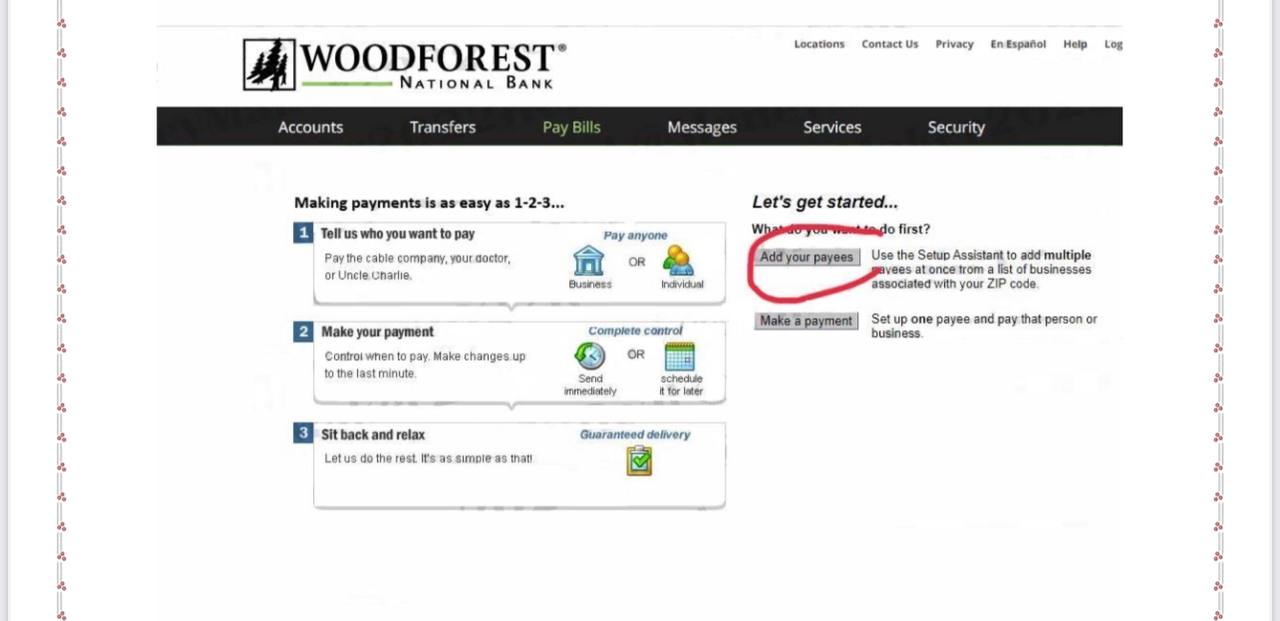 WOODFOREST®
NATIONAL BANK
Locations Contact Us Privacy En Español Help Log
Accounts Transfers Pay Bills Messages Services Security
Making payments is as easy as 1-2-3...
1 Tell us who you want to pay
Pay the cable company, your doctor,
or Uncle Charlie.
Pay anyone
Business OR Individual
2 Make your payment
Control when to pay. Make changes up
to the last minute.
Complete control
OR
Send schedule
immediately it for later
3 Sit back and relax
Let us do the rest. It's as simple as that!
Guaranteed delivery
Let's get started...
What do you want to do first?
Add your payees
Use the Setup Assistant to add multiple
payees at once from a list of businesses
associated with your ZIP code.
Make a payment
Set up one payee and pay that person or
business.